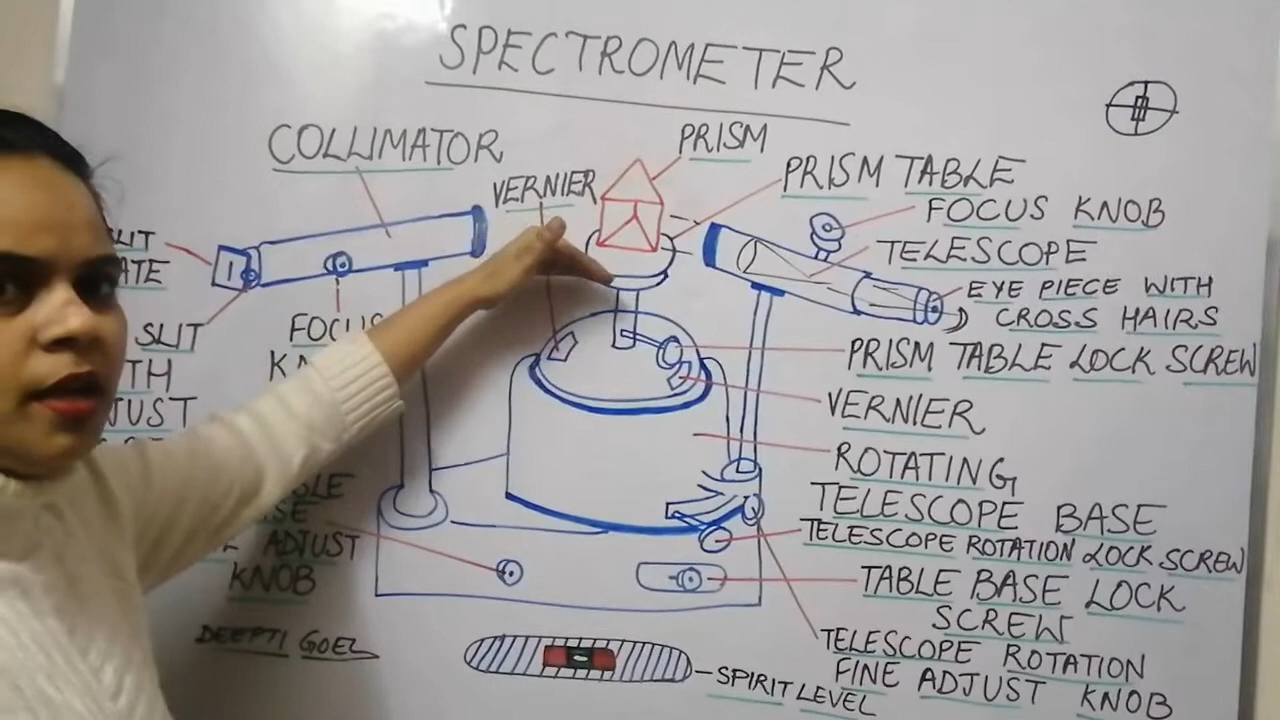 SPECTROMETER
COLLIMATOR
PRISM
VERNIER
PRISM TABLE
FOCUS KNOB
TELESCOPE
EYE PIECE WITH
CROSS HAIRS
PRISM TABLE LOCK SCREW
VERNIER
ROTATING
TELESCOPE BASE
TELESCOPE ROTATION LOCK SCREW
TABLE BASE LOCK
SCREW
TELESCOPE ROTATION
FINE ADJUST KNOB
SLIT
FOCUS
ADJUST
KNOB
DEEPTI GOEL
SPIRIT LEVEL